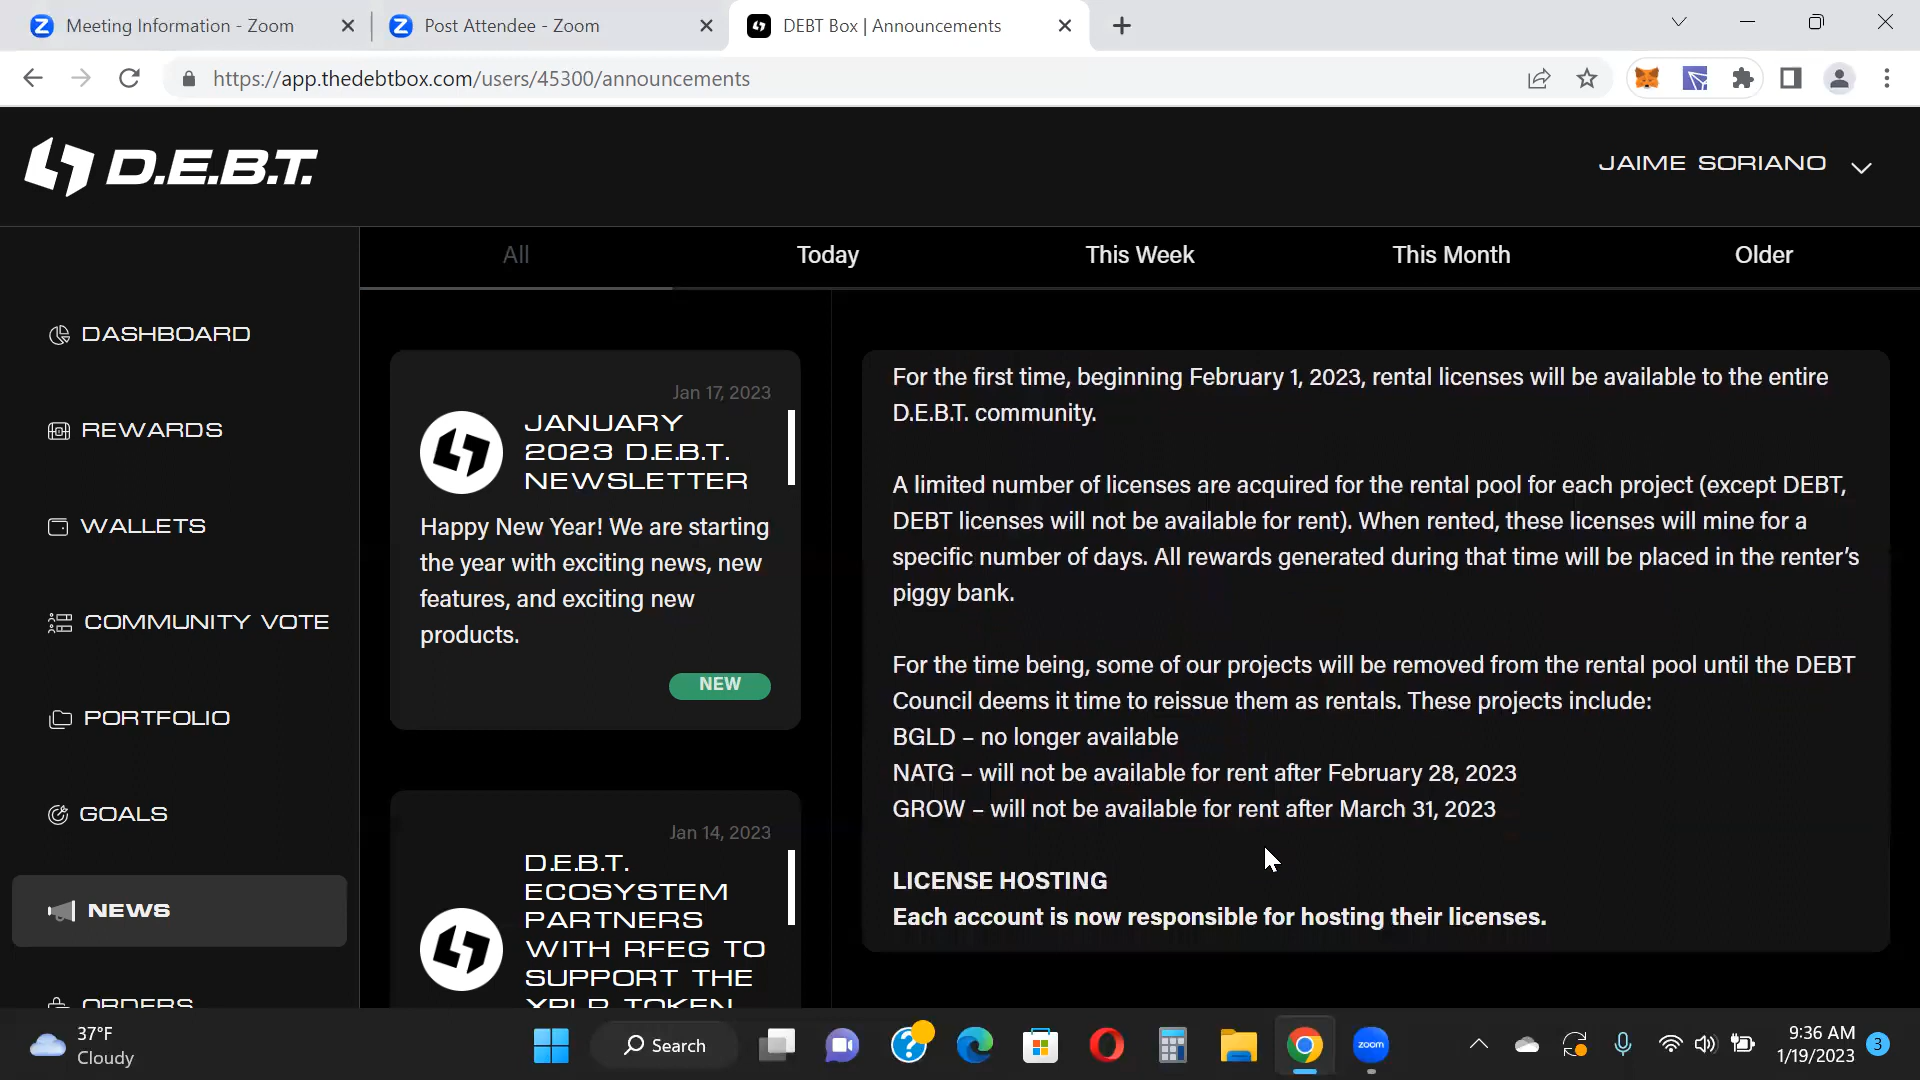 Meeting Information - Zoom
Post Attendee - Zoom
DEBT Box | Announcements
https://app.thedebtbox.com/users/45300/announcements
D.E.B.T.
JAIME SORIANO
All
Today
This Week
This Month
Older
DASHBOARD
REWARDS
WALLETS
COMMUNITY VOTE
PORTFOLIO
GOALS
NEWS
ORDERS
Jan 17, 2023
JANUARY
2023 D.E.B.T.
NEWSLETTER
Happy New Year! We are starting
the year with exciting news, new
features, and exciting new
products.
NEW
Jan 14, 2023
D.E.B.T.
ECOSYSTEM
PARTNERS
WITH RFEG TO
SUPPORT THE
XPLR TOKEN
For the first time, beginning February 1, 2023, rental licenses will be available to the entire
D.E.B.T. community.
A limited number of licenses are acquired for the rental pool for each project (except DEBT,
DEBT licenses will not be available for rent). When rented, these licenses will mine for a
specific number of days. All rewards generated during that time will be placed in the renter's
piggy bank.
For the time being, some of our projects will be removed from the rental pool until the DEBT
Council deems it time to reissue them as rentals. These projects include:
BGLD – no longer available
NATG – will not be available for rent after February 28, 2023
GROW – will not be available for rent after March 31, 2023
LICENSE HOSTING
Each account is now responsible for hosting their licenses.
37°F
Cloudy
Search
zoom
9:36 AM
1/19/2023
3